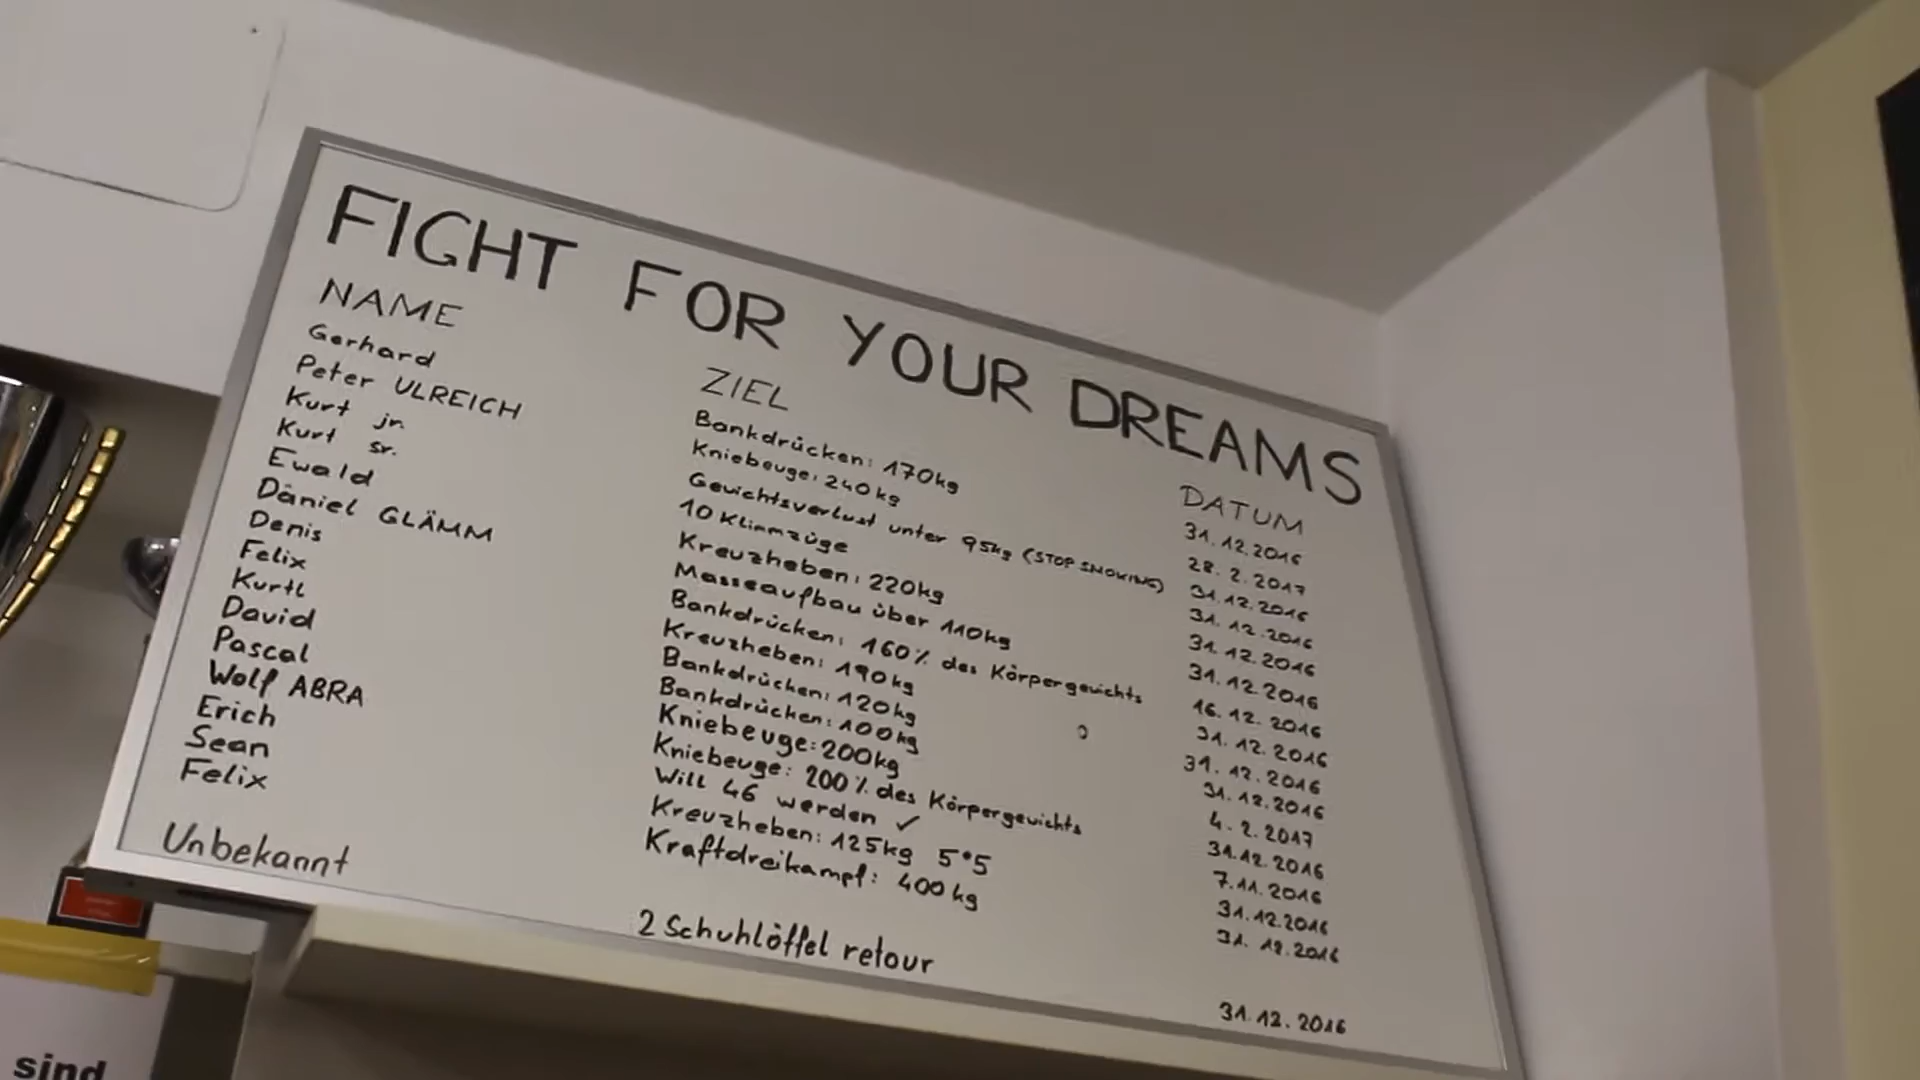 FIGHT FOR YOUR DREAMS
NAME ZIEL DATUM
Gerhard Bankdrücken: 170kg 31.12.2016
Peter ULREICH Kniebeuge: 240kg 28.2.2017
Kurt jr. Gewichtsverlust unter 95kg (STOP SMOKING) 31.12.2016
Kurt sr. 10 Klimmzüge 31.12.2016
Ewald Kreuzheben: 220kg 31.12.2016
Daniel GLÄMM Masseaufbau über 110kg 31.12.2016
Denis Bankdrücken: 160% des Körpergewichts 16.12.2016
Felix Kreuzheben: 190kg 31.12.2016
Kurtl Bankdrücken: 120kg 31.12.2016
David Bankdrücken: 100kg 31.12.2016
Pascal Kniebeuge: 200kg 4.2.2017
Wolf ABRA Kniebeuge: 200% des Körpergewichts 31.12.2016
Erich Will 46 werden ✓ 7.11.2016
Sean Kreuzheben: 125kg 5*5 31.12.2016
Felix Kraftdreikampf: 400kg 31.12.2016
Unbekannt 2 Schuhlöffel retour 31.12.2016
sind